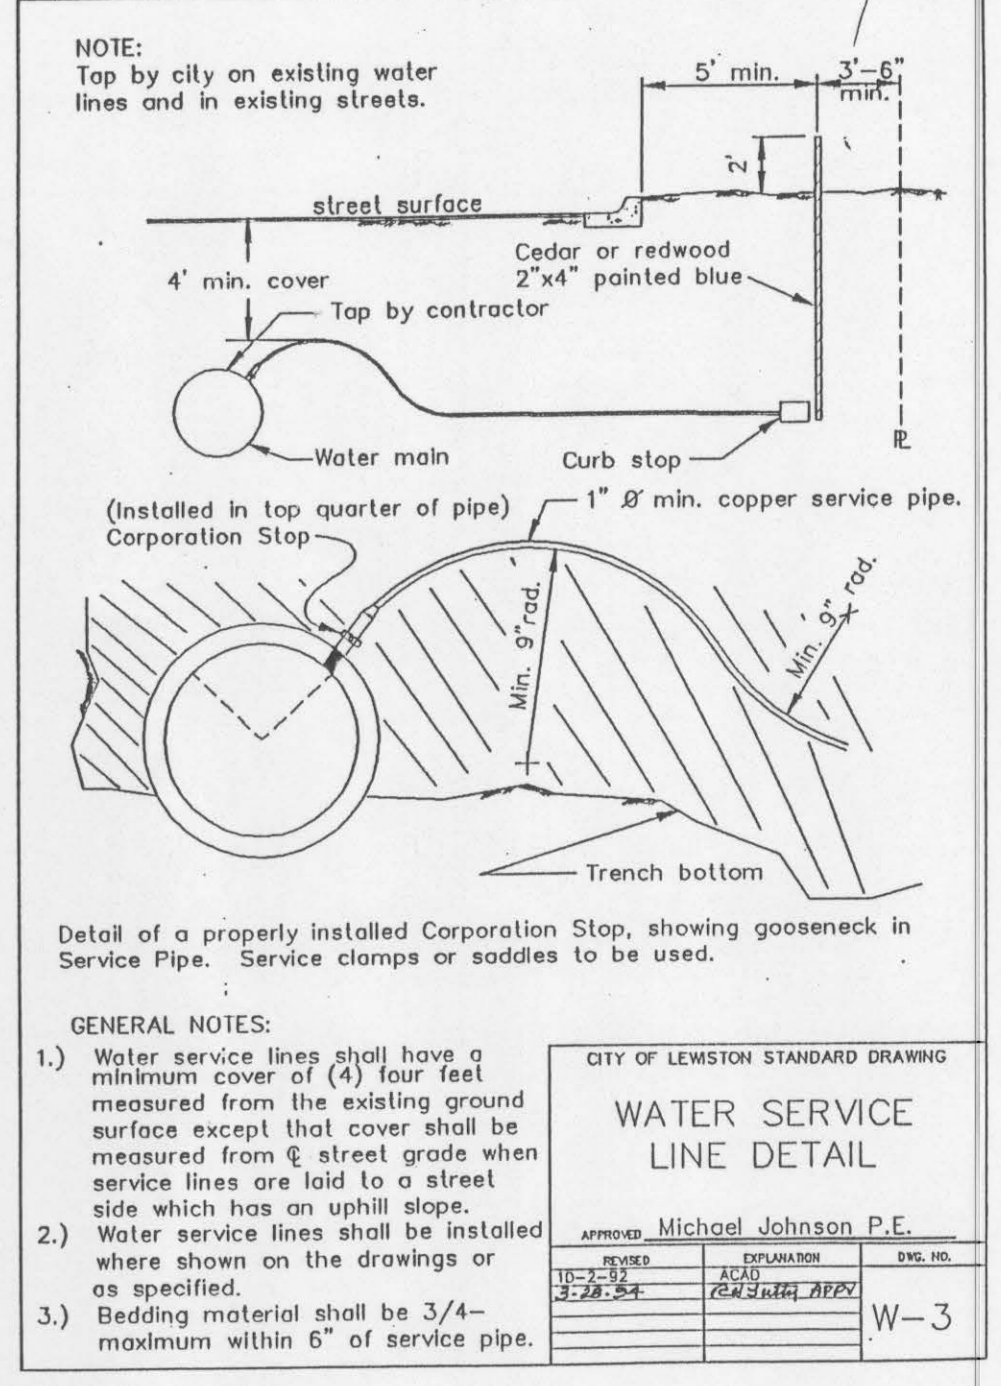 NOTE:
Tap by city on existing water
lines and in existing streets.
5' min.
3'-6"
min.
2'
street surface
4' min. cover
Cedar or redwood
2"x4" painted blue
Tap by contractor
Water main
Curb stop
PL
(Installed in top quarter of pipe)
Corporation Stop
1" Ø min. copper service pipe.
Min. 9" rad.
Min. 9" rad.
Trench bottom
Detail of a properly installed Corporation Stop, showing gooseneck in
Service Pipe. Service clamps or saddles to be used.
GENERAL NOTES:
1.) Water service lines shall have a
minimum cover of (4) four feet
measured from the existing ground
surface except that cover shall be
measured from ℄ street grade when
service lines are laid to a street
side which has an uphill slope.
2.) Water service lines shall be installed
where shown on the drawings or
as specified.
3.) Bedding material shall be 3/4-
maximum within 6" of service pipe.
CITY OF LEWISTON STANDARD DRAWING
WATER SERVICE
LINE DETAIL
APPROVED Michael Johnson P.E.
REVISED EXPLANATION DWG. NO.
10-2-92 ACAD
3-28-94 APPV
W-3